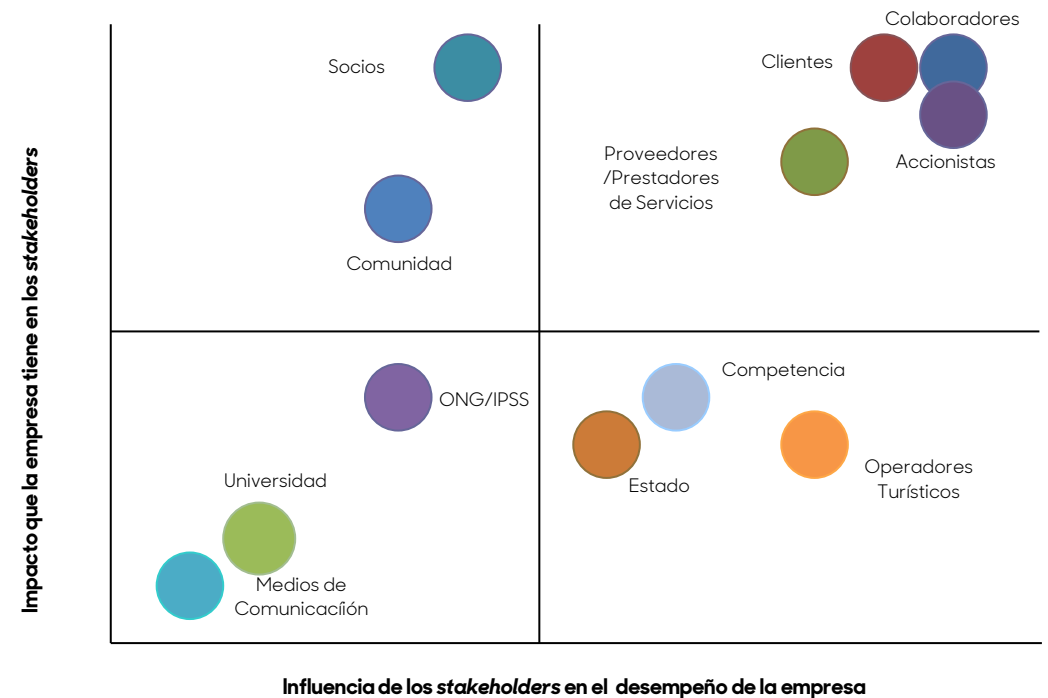 Colaboradores
Clientes
Socios
Proveedores
/Prestadores
de Servicios
Accionistas
Comunidad
Impacto que la empresa tiene en los stakeholders
Competencia
ONG/IPSS
Operadores
Turísticos
Universidad
Estado
Medios de
Comunicacíión
Influencia de los stakeholders en el desempeño de la empresa